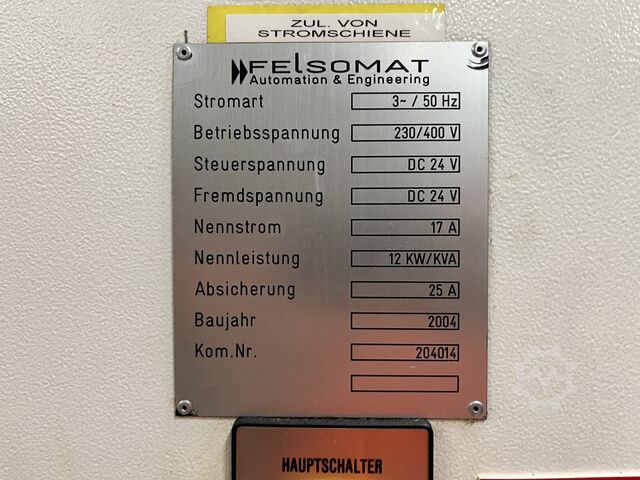 ZUL. VON
STROMSCHIENE
FELSOMAT
Automation & Engineering
Stromart 3~ / 50 Hz
Betriebsspannung 230/400 V
Steuerspannung DC 24 V
Fremdspannung DC 24 V
Nennstrom 17 A
Nennleistung 12 KW/KVA
Absicherung 25 A
Baujahr 2004
Kom.Nr. 204014
HAUPTSCHALTER